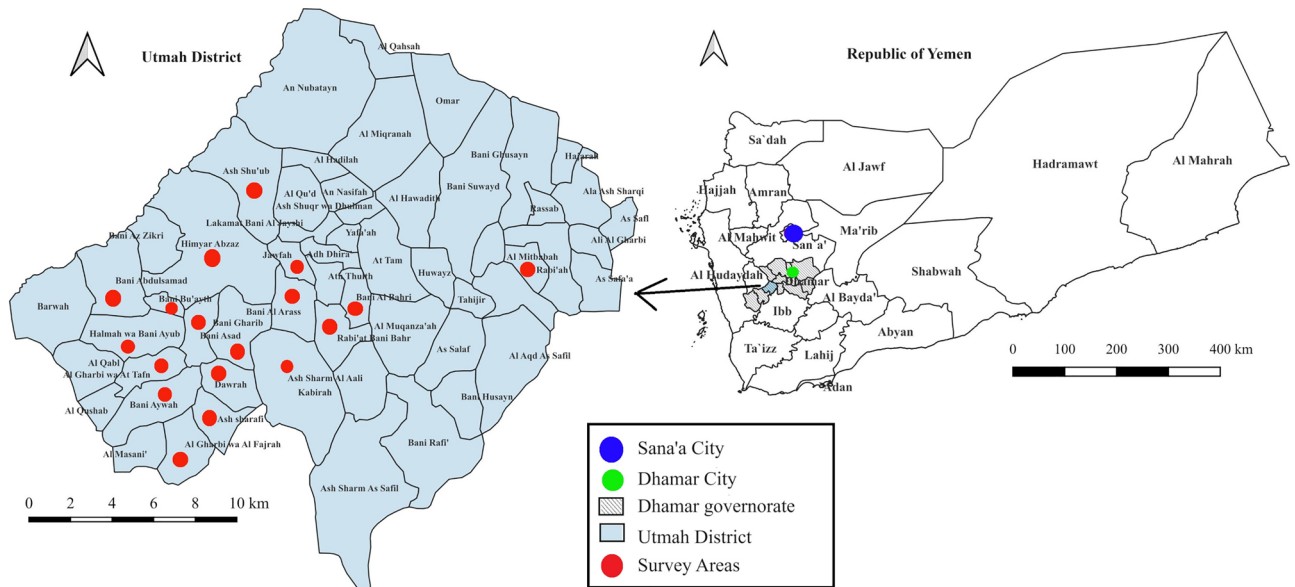 Utmah District
Al Qahsah
An Nubatayn
Omar
Al Miqranah
Bani Ghusayn
Hajarah
Al Hadilah
Ash Shu'ub
Al Qu'd
An Nasifah
Bani Suwayd
Ala Ash Sharqi
Ash Shuqr wa Dhulman
Al Hawadith
Rassab
As Safl
Lakamat Bani Al Jayshi
Yafa'ah
Bani Az Zikri
Himyar Abzaz
Ali Al Gharbi
Jawfah
Adh Dhira
At Tam
Al Mitbabah
Huwayz
Rabi'ah
Ath Thulth
As Safa'a
Bani Abdulsamad
Bani Bu'ayth
Bani Al Bahri
Tahijir
Barwah
Bani Al Arass
Bani Gharib
Halmah wa Bani Ayub
Bani Asad
Rabi'at Bani Bahr
Al Muqanza'ah
As Salaf
Al Aqd As Safil
Al Qabl
Al Gharbi wa At Tafn
Dawrah
Ash Sharm Al Aali
Kabirah
Bani Husayn
Al Qushab
Bani Aywah
Ash sharafi
Al Gharbi wa Al Fajrah
Bani Rafi'
Al Masani'
Ash Sharm As Safil
0 2 4 6 8 10 km
Republic of Yemen
Sa`dah
Al Jawf
Hadramawt
Al Mahrah
Hajjah
Amran
Ma'rib
Al Mahwit
San a'
Shabwah
Al Hudaydah
Dhamar
Al Bayda'
Ibb
Abyan
Ta`izz
Lahij
Adan
0 100 200 300 400 km
Sana'a City
Dhamar City
Dhamar governorate
Utmah District
Survey Areas